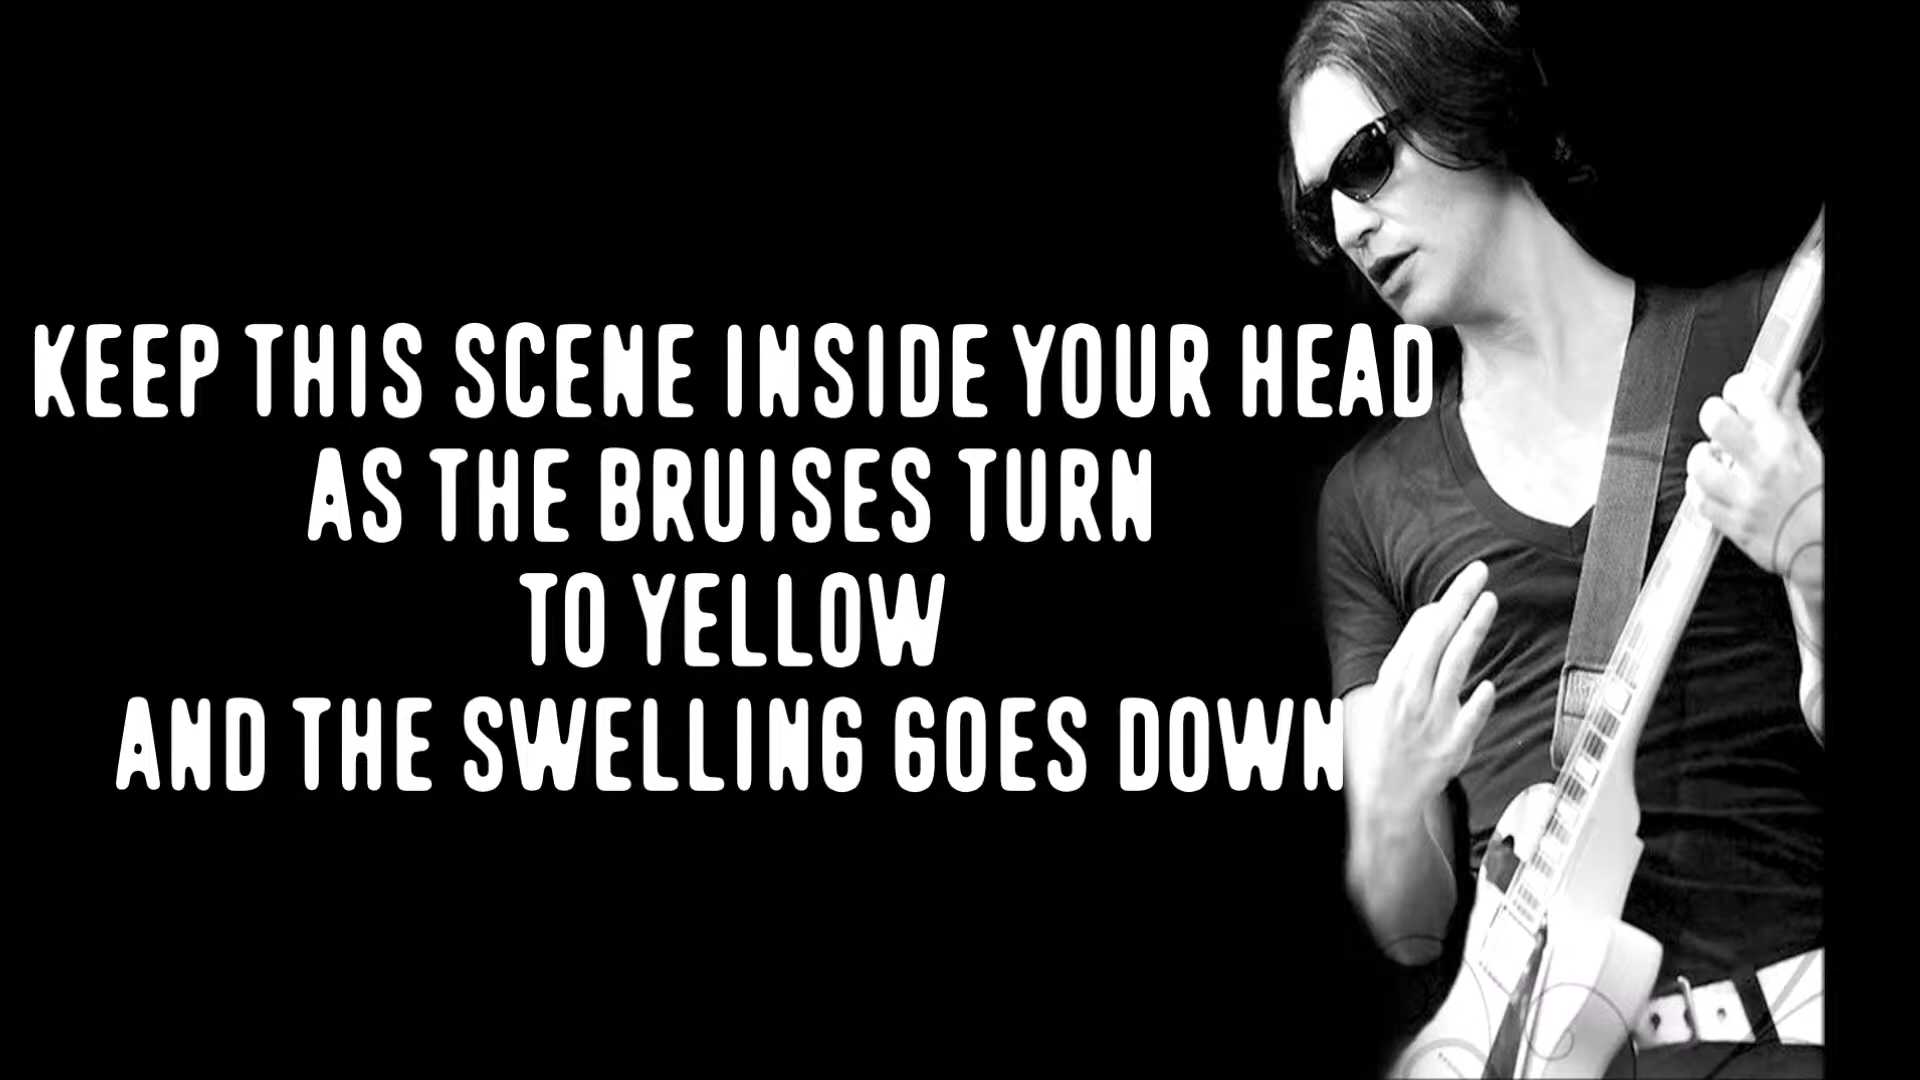 KEEP THIS SCENE INSIDE YOUR HEAD
AS THE BRUISES TURN
TO YELLOW
AND THE SWELLING GOES DOWN